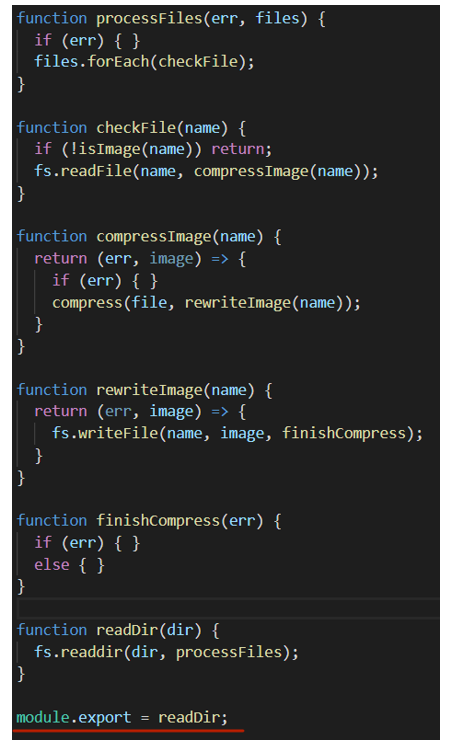 function processFiles(err, files) {
  if (err) { }
  files.forEach(checkFile);
}

function checkFile(name) {
  if (!isImage(name)) return;
  fs.readFile(name, compressImage(name));
}

function compressImage(name) {
  return (err, image) => {
    if (err) { }
    compress(file, rewriteImage(name));
  }
}

function rewriteImage(name) {
  return (err, image) => {
    fs.writeFile(name, image, finishCompress);
  }
}

function finishCompress(err) {
  if (err) { }
  else { }
}

function readDir(dir) {
  fs.readdir(dir, processFiles);
}

module.export = readDir;